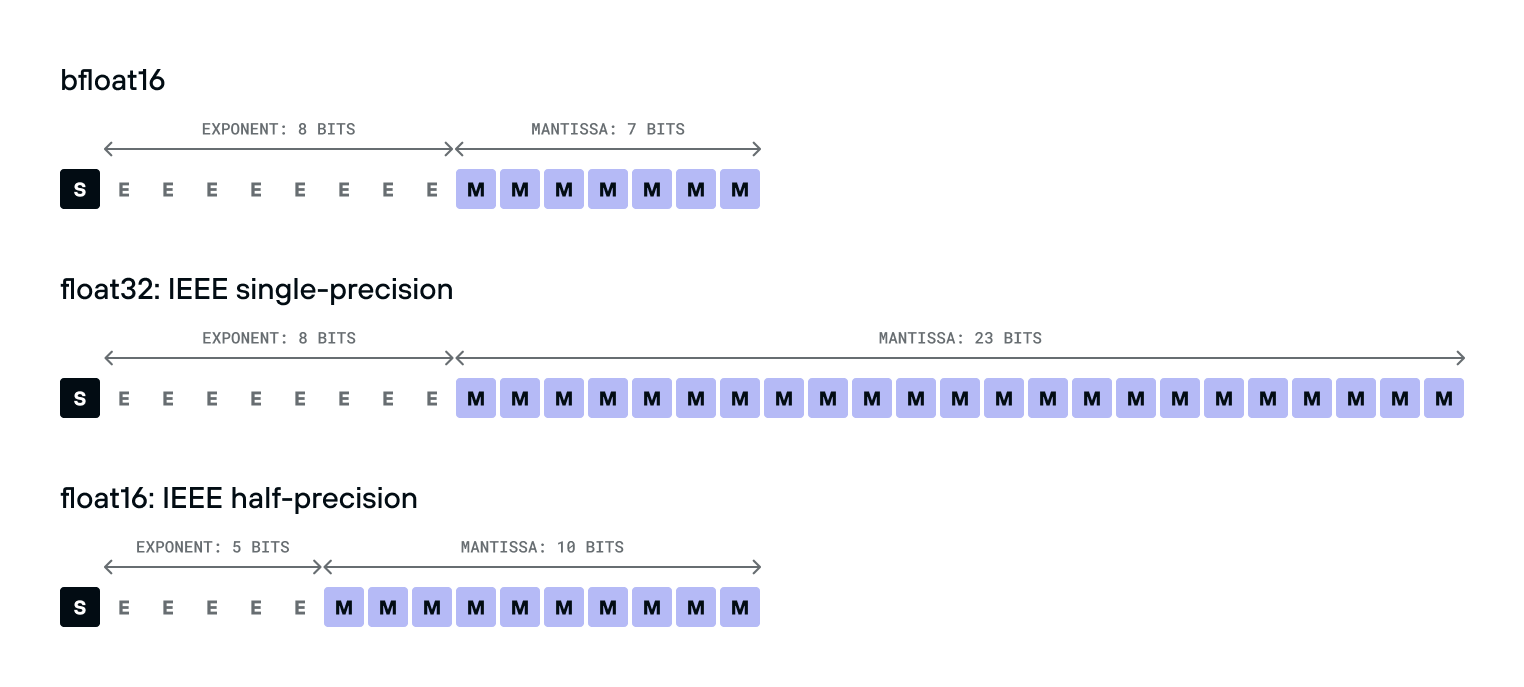 bfloat16
EXPONENT: 8 BITS MANTISSA: 7 BITS
S E E E E E E E E M M M M M M M
float32: IEEE single-precision
EXPONENT: 8 BITS MANTISSA: 23 BITS
S E E E E E E E E M M M M M M M M M M M M M M M M M M M M M M M
float16: IEEE half-precision
EXPONENT: 5 BITS MANTISSA: 10 BITS
S E E E E E M M M M M M M M M M